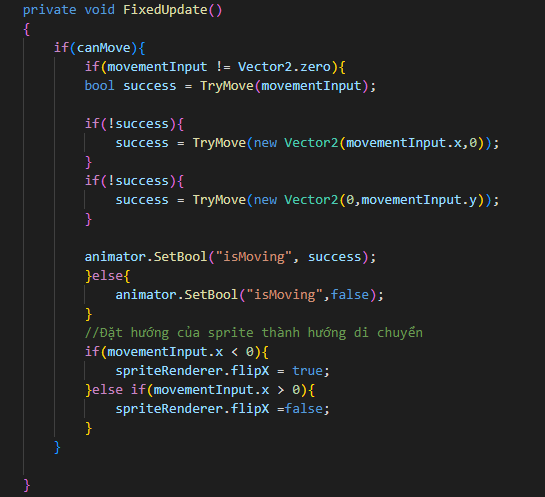 private void FixedUpdate()
{
    if(canMove){
        if(movementInput != Vector2.zero){
        bool success = TryMove(movementInput);

        if(!success){
            success = TryMove(new Vector2(movementInput.x,0));
        }
        if(!success){
            success = TryMove(new Vector2(0,movementInput.y));
        }

        animator.SetBool("isMoving", success);
        }else{
            animator.SetBool("isMoving",false);
        }
        //Đặt hướng của sprite thành hướng di chuyển
        if(movementInput.x < 0){
            spriteRenderer.flipX = true;
        }else if(movementInput.x > 0){
            spriteRenderer.flipX =false;
        }
    }

}